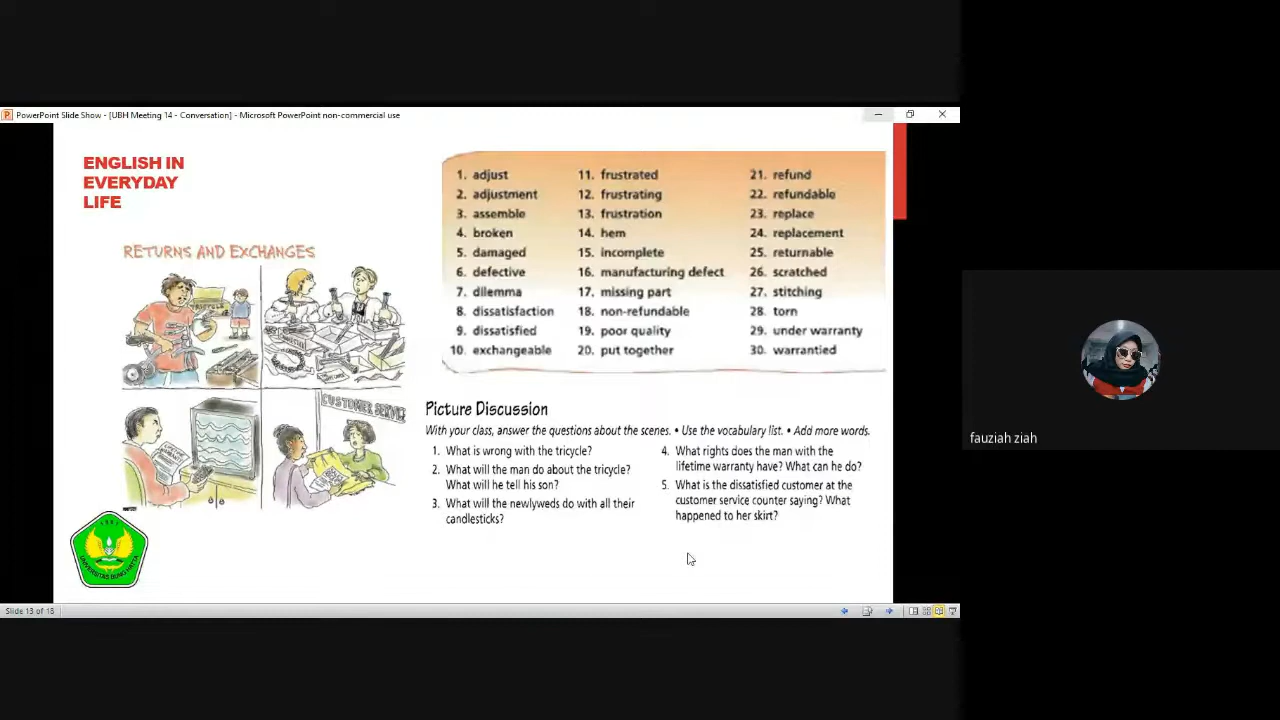 PowerPoint Slide Show - [UBH Meeting 14 - Conversation] - Microsoft PowerPoint non-commercial use
ENGLISH IN
EVERYDAY
LIFE
RETURNS AND EXCHANGES
CUSTOMER SERVICE
UNIVERSITAS BUNG HATTA
1. adjust
2. adjustment
3. assemble
4. broken
5. damaged
6. defective
7. dilemma
8. dissatisfaction
9. dissatisfied
10. exchangeable
11. frustrated
12. frustrating
13. frustration
14. hem
15. incomplete
16. manufacturing defect
17. missing part
18. non-refundable
19. poor quality
20. put together
21. refund
22. refundable
23. replace
24. replacement
25. returnable
26. scratched
27. stitching
28. torn
29. under warranty
30. warrantied
Picture Discussion
With your class, answer the questions about the scenes. • Use the vocabulary list. • Add more words.
1. What is wrong with the tricycle?
2. What will the man do about the tricycle?
What will he tell his son?
3. What will the newlyweds do with all their
candlesticks?
4. What rights does the man with the
lifetime warranty have? What can he do?
5. What is the dissatisfied customer at the
customer service counter saying? What
happened to her skirt?
Slide 13 of 18
fauziah ziah